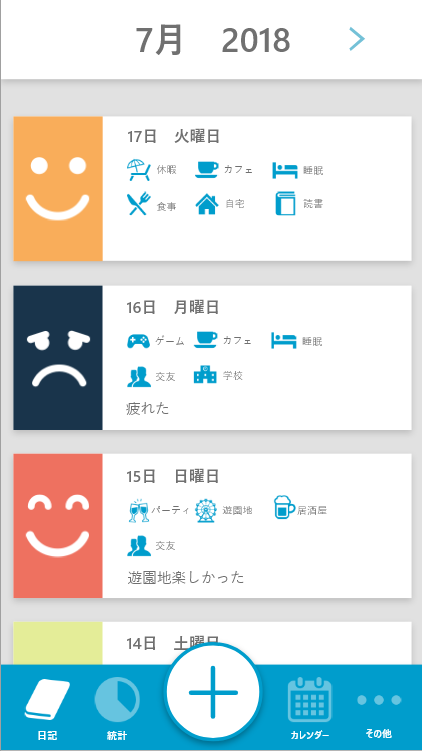 7月 2018
17日 火曜日
休暇 カフェ 睡眠
食事 自宅 読書
16日 月曜日
ゲーム カフェ 睡眠
交友 学校
疲れた
15日 日曜日
パーティ 遊園地 居酒屋
交友
遊園地楽しかった
14日 土曜日
日記 統計 カレンダー その他